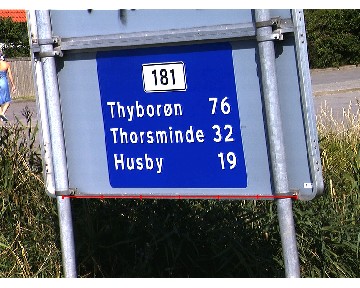 181
Thyborøn 76
Thorsminde 32
Husby 19